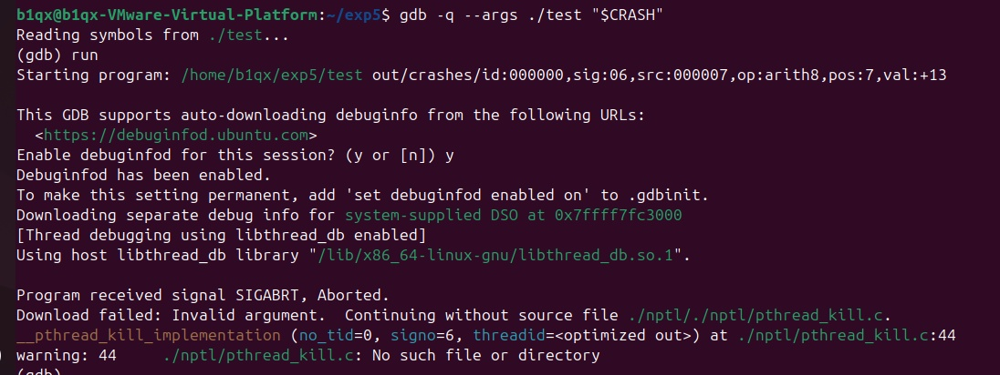 b1qx@b1qx-VMware-Virtual-Platform:~/exp5$ gdb -q --args ./test "$CRASH"
Reading symbols from ./test...
(gdb) run
Starting program: /home/b1qx/exp5/test out/crashes/id:000000,sig:06,src:000007,op:arith8,pos:7,val:+13
This GDB supports auto-downloading debuginfo from the following URLs:
  <https://debuginfod.ubuntu.com>
Enable debuginfod for this session? (y or [n]) y
Debuginfod has been enabled.
To make this setting permanent, add 'set debuginfod enabled on' to .gdbinit.
Downloading separate debug info for system-supplied DSO at 0x7ffff7fc3000
[Thread debugging using libthread_db enabled]
Using host libthread_db library "/lib/x86_64-linux-gnu/libthread_db.so.1".
Program received signal SIGABRT, Aborted.
Download failed: Invalid argument.  Continuing without source file ./nptl/./nptl/pthread_kill.c.
__pthread_kill_implementation (no_tid=0, signo=6, threadid=<optimized out>) at ./nptl/pthread_kill.c:44
warning: 44     ./nptl/pthread_kill.c: No such file or directory
(gdb)